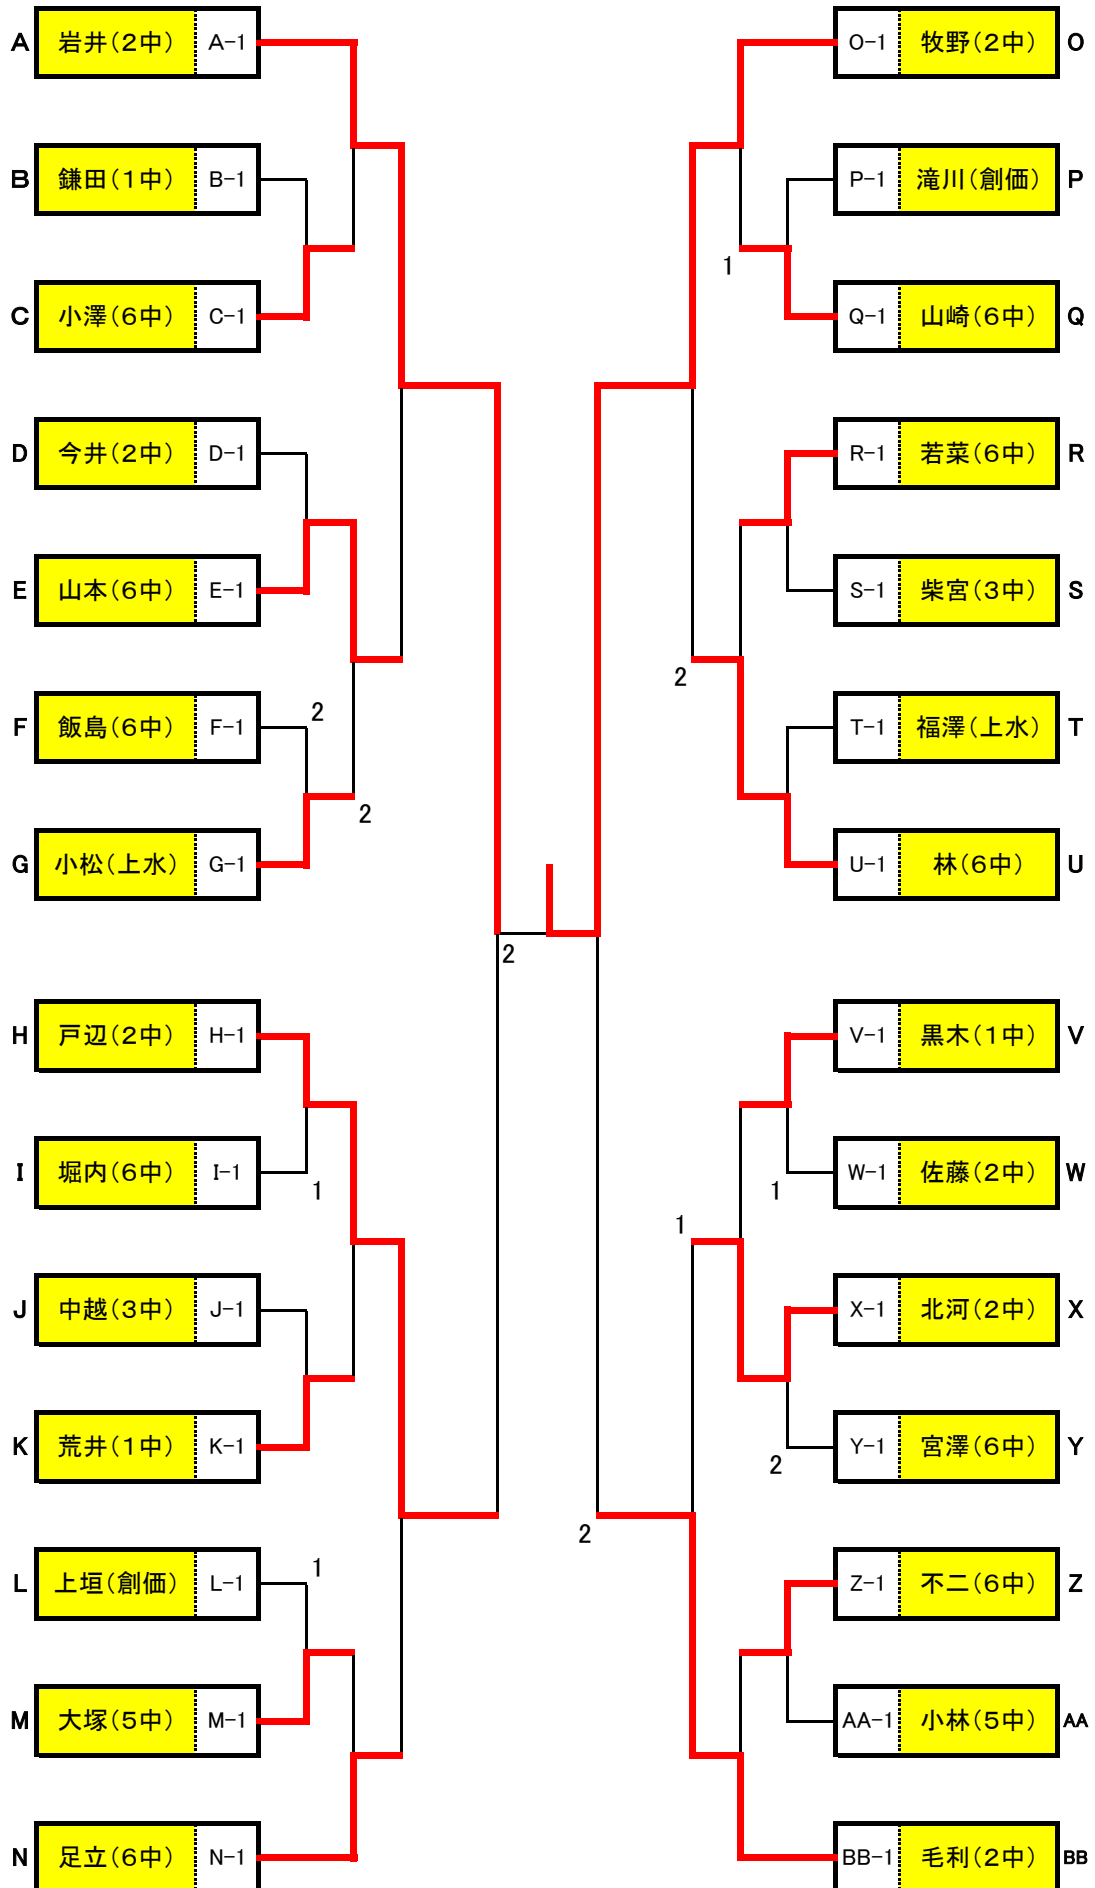 A 岩井(2中) A-1 O-1 牧野(2中) O
B 鎌田(1中) B-1 P-1 滝川(創価) P
1
C 小澤(6中) C-1 Q-1 山崎(6中) Q
D 今井(2中) D-1 R-1 若菜(6中) R
E 山本(6中) E-1 S-1 柴宮(3中) S
2
2
F 飯島(6中) F-1 T-1 福澤(上水) T
2
G 小松(上水) G-1 U-1 林(6中) U
2
H 戸辺(2中) H-1 V-1 黒木(1中) V
I 堀内(6中) I-1 W-1 佐藤(2中) W
1 1
1
J 中越(3中) J-1 X-1 北河(2中) X
K 荒井(1中) K-1 Y-1 宮澤(6中) Y
2
2
1
L 上垣(創価) L-1 Z-1 不二(6中) Z
M 大塚(5中) M-1 AA-1 小林(5中) AA
N 足立(6中) N-1 BB-1 毛利(2中) BB